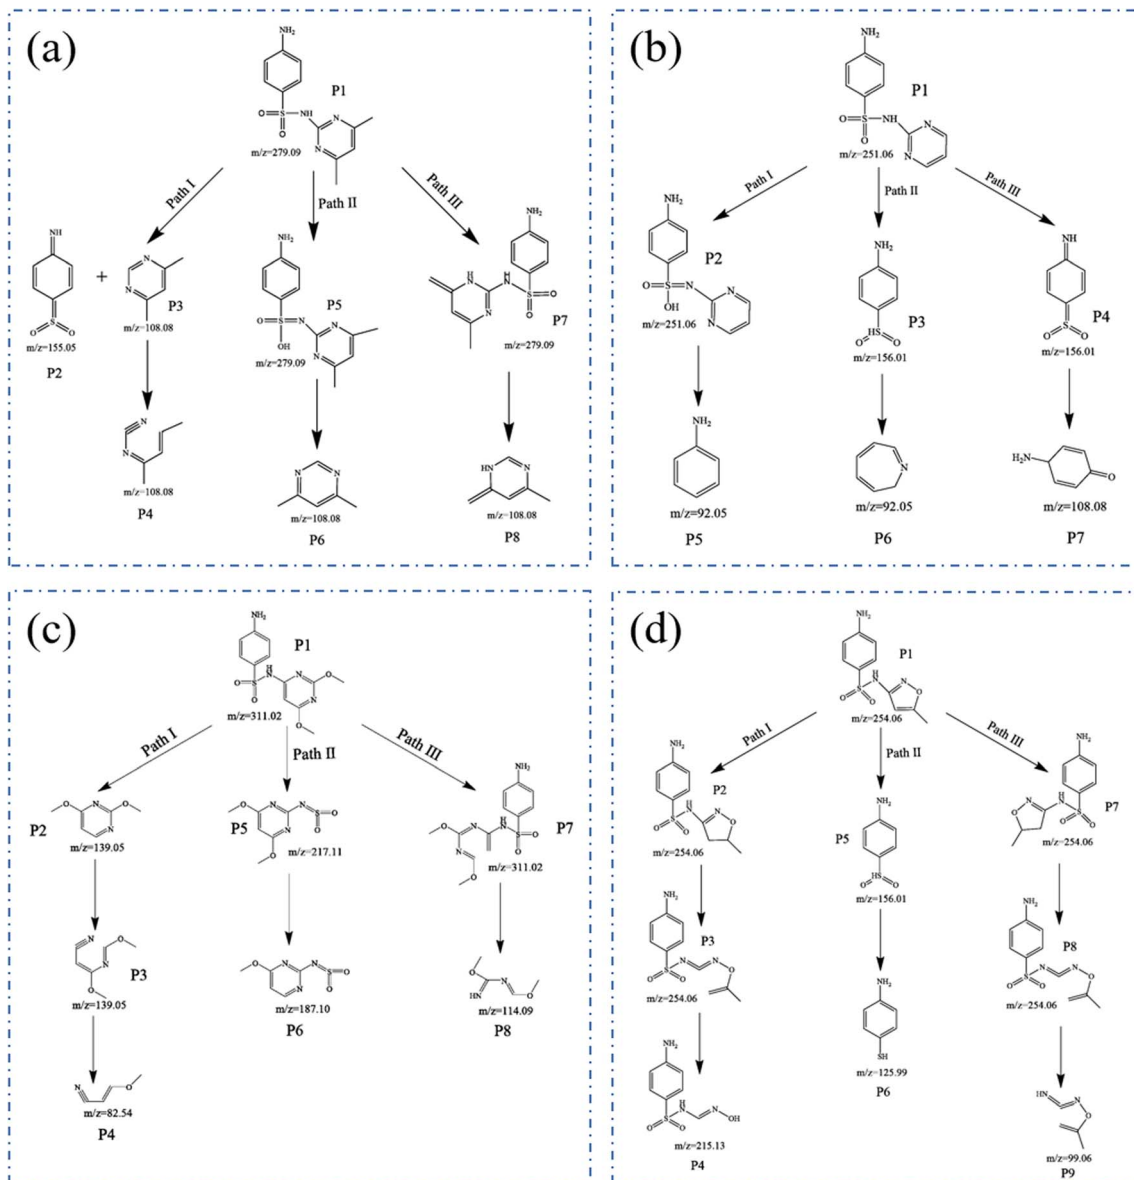 (a)
NH₂
P1
O=S—NH
O
N
N
m/z=279.09
Path I
Path II
Path III
NH
S
O O
m/z=155.05
P2
+
N
N
P3
m/z=108.08
NH₂
O=S=N
OH
N
N
P5
m/z=279.09
NH₂
H
N
N
H
N
S=O
O
P7
m/z=279.09
N
N
m/z=108.08
P4
N
N
m/z=108.08
P6
HN
N
m/z=108.08
P8
(b)
NH₂
P1
O=S—NH
O
N
N
m/z=251.06
Path I
Path II
Path III
NH₂
P2
O=S=N
OH
N
N
m/z=251.06
NH₂
P3
HS
O O
m/z=156.01
NH
P4
S
O O
m/z=156.01
NH₂
m/z=92.05
P5
N
m/z=92.05
P6
H₂N
O
m/z=108.08
P7
(c)
NH₂
P1
H
N
O=S
O
N
N
O
O
m/z=311.02
Path I
Path II
Path III
P2
O
N
O
N
m/z=139.05
O
N
N
S
O
O
N
O
P5
m/z=217.11
NH₂
H
N
S=O
O
O
N
N
O
P7
m/z=311.02
N
O
N
O
P3
m/z=139.05
O
N
N
S
O
O
N
m/z=187.10
P6
O
HN
N
O
m/z=114.09
P8
N
O
m/z=82.54
P4
(d)
NH₂
P1
H
N
S
O O
N
O
m/z=254.06
Path I
Path II
Path III
NH₂
P2
H
N
S
O O
N
O
m/z=254.06
NH₂
P5
HS
O O
m/z=156.01
NH₂
P7
O
N
H
N
S
O
O
m/z=254.06
NH₂
P3
S
O O
N
N
O
m/z=254.06
NH₂
P8
S
O O
N
N
O
m/z=254.06
NH₂
SH
m/z=125.99
P6
NH₂
H
N
S
O O
N
OH
m/z=215.13
P4
HN
N
O
m/z=99.06
P9